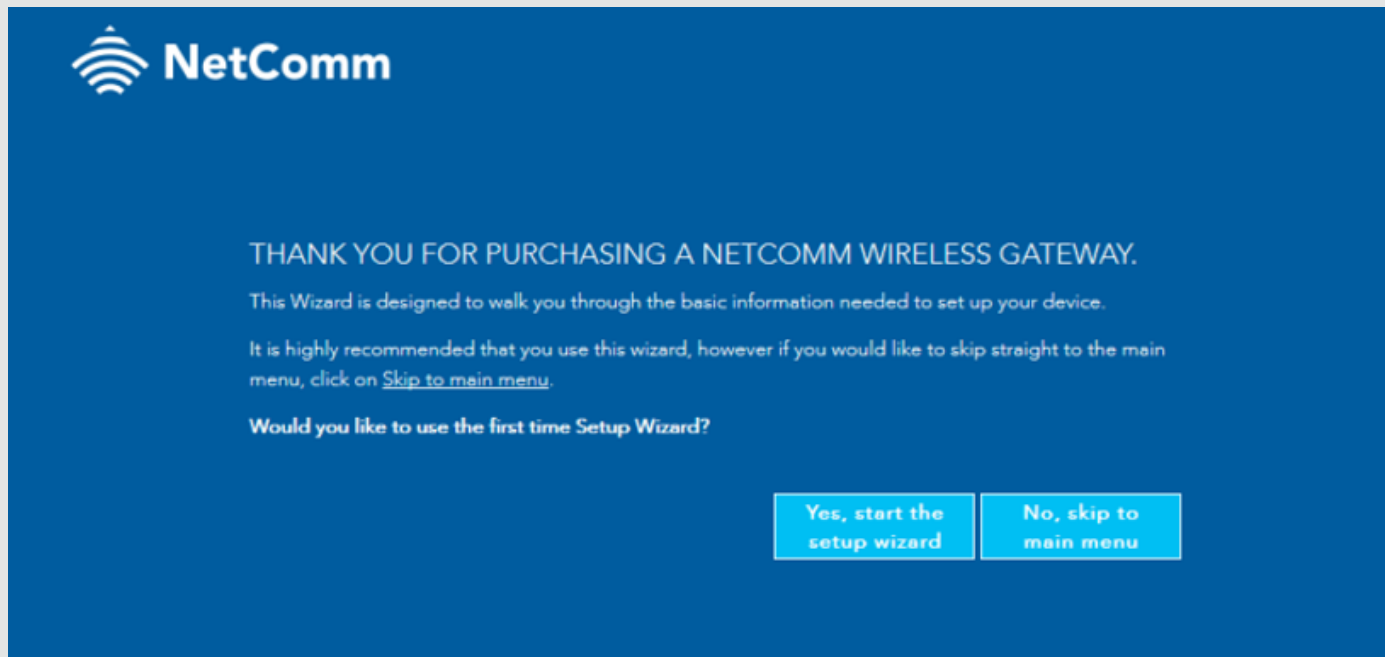 NetComm
THANK YOU FOR PURCHASING A NETCOMM WIRELESS GATEWAY.
This Wizard is designed to walk you through the basic information needed to set up your device.
It is highly recommended that you use this wizard, however if you would like to skip straight to the main
menu, click on Skip to main menu.
Would you like to use the first time Setup Wizard?
Yes, start the
setup wizard
No, skip to
main menu